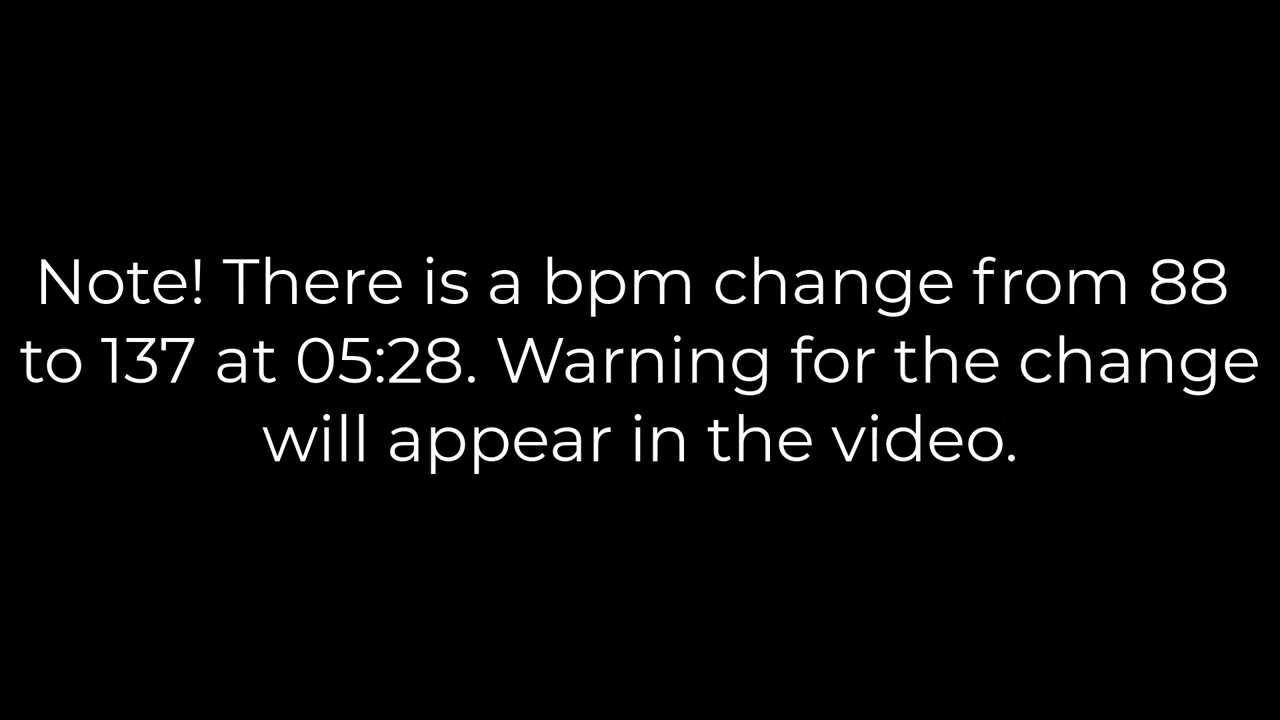 Note! There is a bpm change from 88
to 137 at 05:28. Warning for the change
will appear in the video.